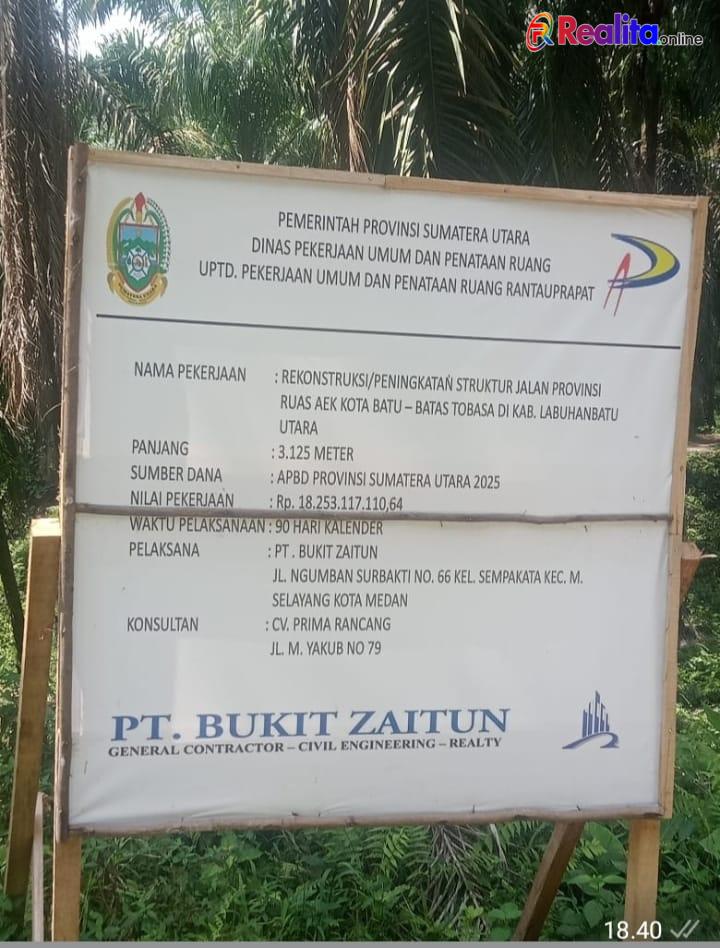 Realita online
PEMERINTAH PROVINSI SUMATERA UTARA
DINAS PEKERJAAN UMUM DAN PENATAAN RUANG
UPTD. PEKERJAAN UMUM DAN PENATAAN RUANG RANTAUPRAPAT
NAMA PEKERJAAN : REKONSTRUKSI/PENINGKATAN STRUKTUR JALAN PROVINSI
RUAS AEK KOTA BATU – BATAS TOBASA DI KAB. LABUHANBATU
UTARA
PANJANG : 3.125 METER
SUMBER DANA : APBD PROVINSI SUMATERA UTARA 2025
NILAI PEKERJAAN : Rp. 18.253.117.110,64
WAKTU PELAKSANAAN : 90 HARI KALENDER
PELAKSANA : PT . BUKIT ZAITUN
JL. NGUMBAN SURBAKTI NO. 66 KEL. SEMPAKATA KEC. M.
SELAYANG KOTA MEDAN
KONSULTAN : CV. PRIMA RANCANG
JL. M. YAKUB NO 79
PT. BUKIT ZAITUN
GENERAL CONTRACTOR – CIVIL ENGINEERING – REALTY
18.40